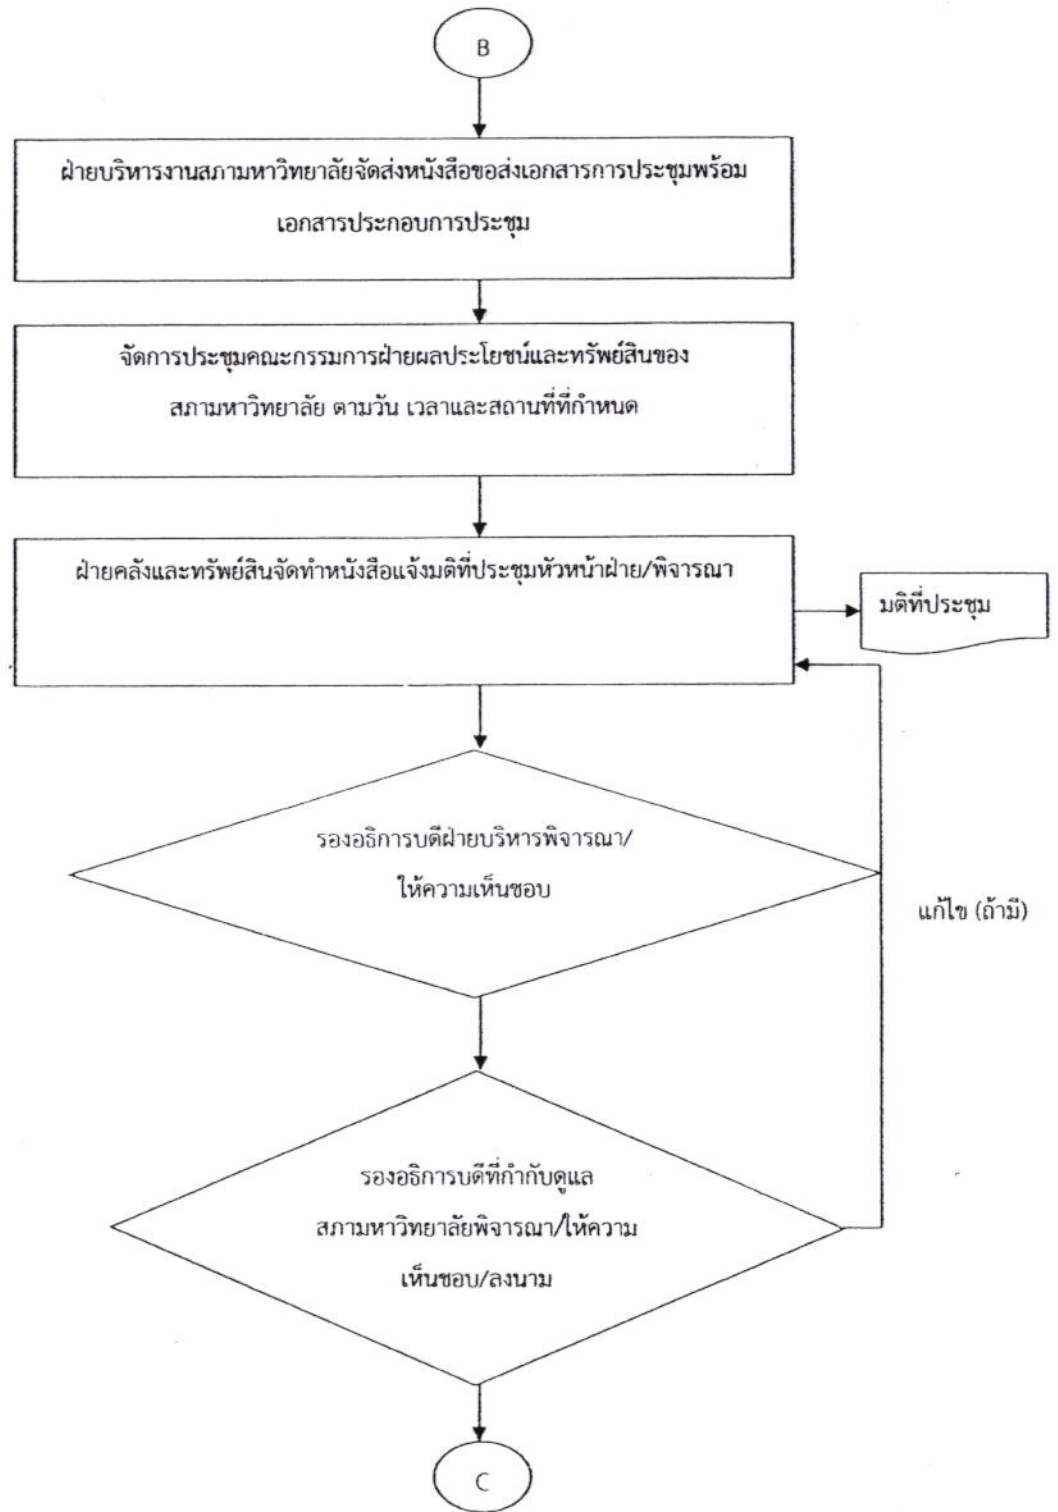 B
ฝ่ายบริหารงานสภามหาวิทยาลัยจัดส่งหนังสือขอส่งเอกสารการประชุมพร้อม
เอกสารประกอบการประชุม
จัดการประชุมคณะกรรมการฝ่ายผลประโยชน์และทรัพย์สินของ
สภามหาวิทยาลัย ตามวัน เวลาและสถานที่ที่กำหนด
ฝ่ายคลังและทรัพย์สินจัดทำหนังสือแจ้งมติที่ประชุมหัวหน้าฝ่าย/พิจารณา
มติที่ประชุม
รองอธิการบดีฝ่ายบริหารพิจารณา/
ให้ความเห็นชอบ
แก้ไข (ถ้ามี)
รองอธิการบดีที่กำกับดูแล
สภามหาวิทยาลัยพิจารณา/ให้ความ
เห็นชอบ/ลงนาม
C